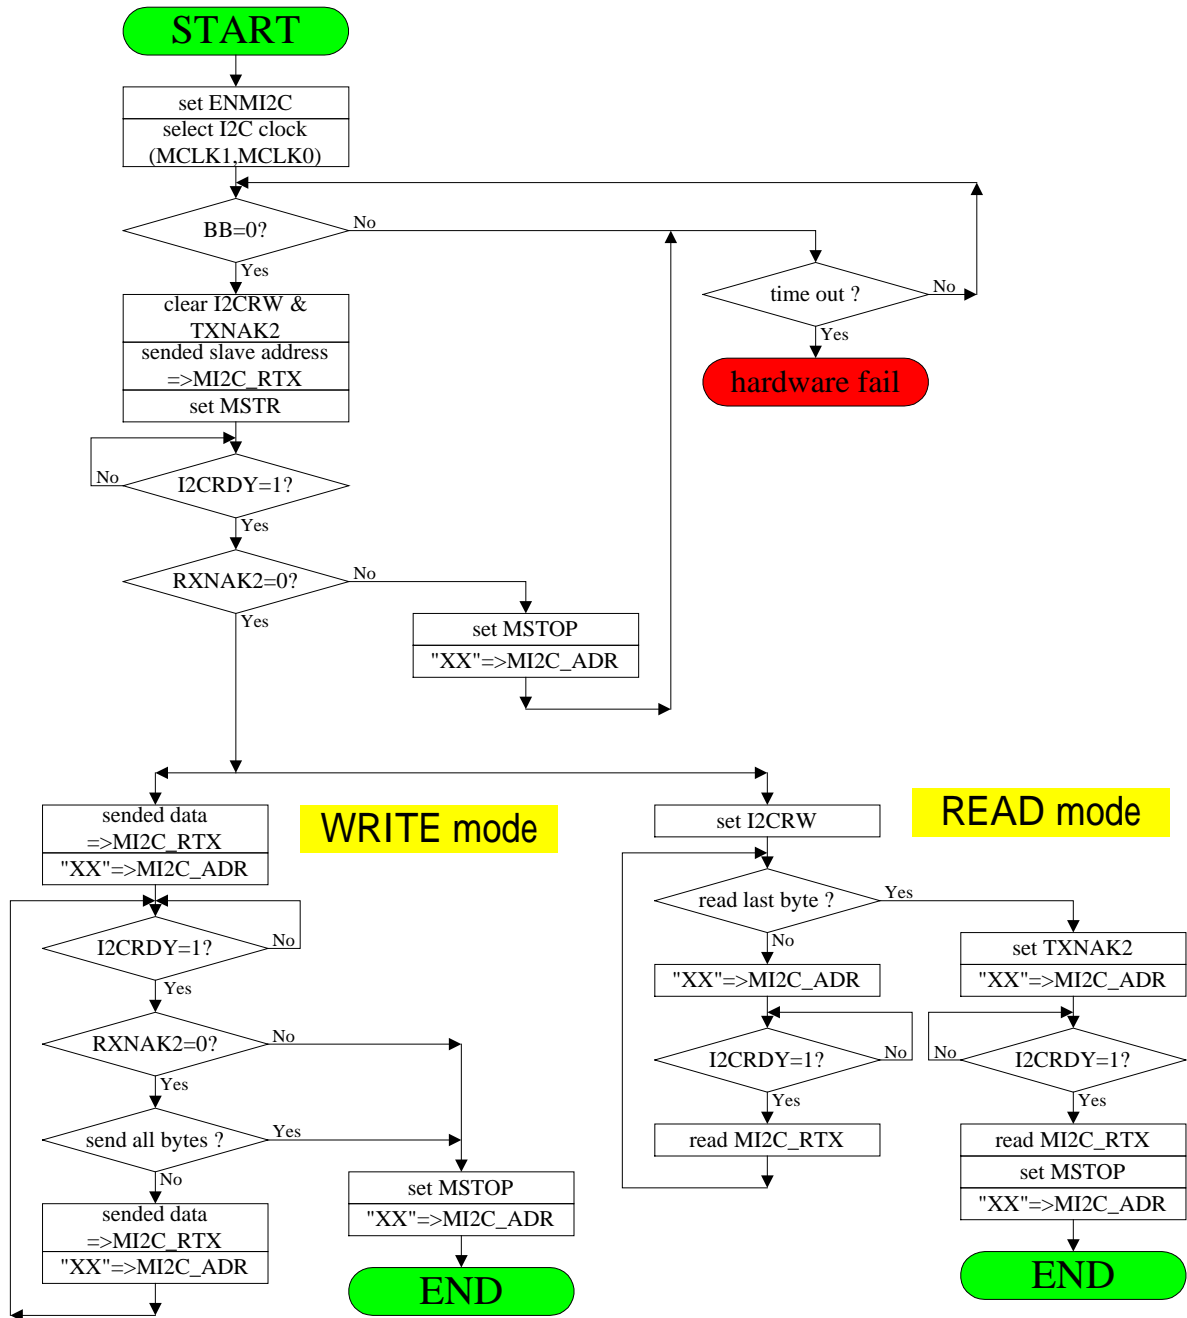 START
set ENMI2C
select I2C clock
(MCLK1,MCLK0)
BB=0?
No
Yes
time out ?
No
Yes
hardware fail
clear I2CRW &
TXNAK2
sended slave address
=>MI2C_RTX
set MSTR
No
I2CRDY=1?
Yes
RXNAK2=0?
No
Yes
set MSTOP
"XX"=>MI2C_ADR
WRITE mode
sended data
=>MI2C_RTX
"XX"=>MI2C_ADR
I2CRDY=1?
No
Yes
RXNAK2=0?
No
Yes
send all bytes ?
Yes
No
sended data
=>MI2C_RTX
"XX"=>MI2C_ADR
set MSTOP
"XX"=>MI2C_ADR
END
READ mode
set I2CRW
read last byte ?
Yes
No
"XX"=>MI2C_ADR
I2CRDY=1?
No
Yes
read MI2C_RTX
set TXNAK2
"XX"=>MI2C_ADR
No
I2CRDY=1?
Yes
read MI2C_RTX
set MSTOP
"XX"=>MI2C_ADR
END